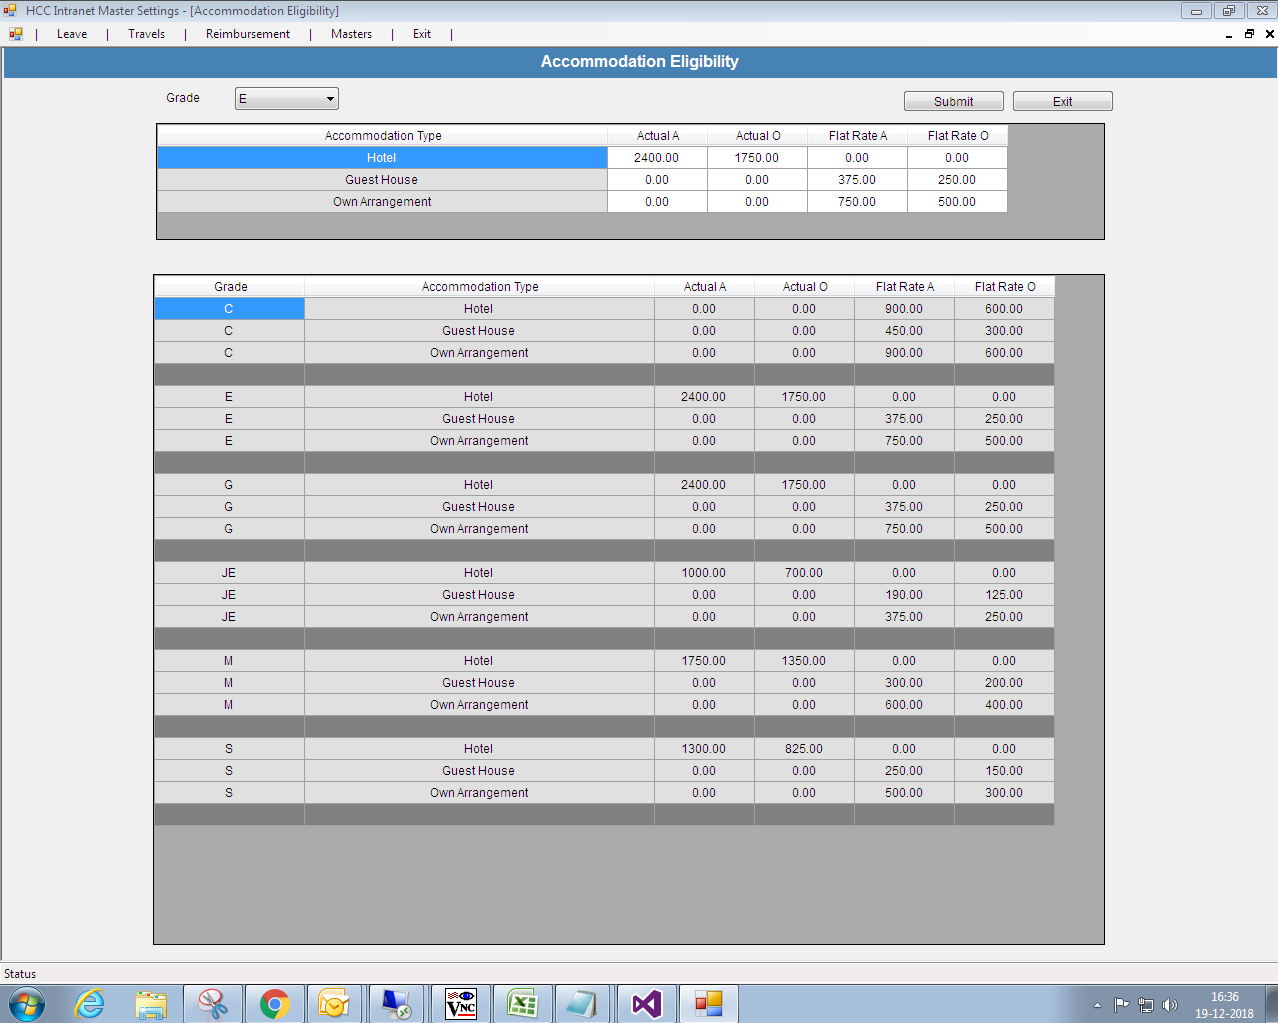 HCC Intranet Master Settings - [Accommodation Eligibility]
| Leave | Travels | Reimbursement | Masters | Exit |
Accommodation Eligibility
Grade E Submit Exit
Accommodation Type Actual A Actual O Flat Rate A Flat Rate O
Hotel 2400.00 1750.00 0.00 0.00
Guest House 0.00 0.00 375.00 250.00
Own Arrangement 0.00 0.00 750.00 500.00
Grade Accommodation Type Actual A Actual O Flat Rate A Flat Rate O
C Hotel 0.00 0.00 900.00 600.00
C Guest House 0.00 0.00 450.00 300.00
C Own Arrangement 0.00 0.00 900.00 600.00
E Hotel 2400.00 1750.00 0.00 0.00
E Guest House 0.00 0.00 375.00 250.00
E Own Arrangement 0.00 0.00 750.00 500.00
G Hotel 2400.00 1750.00 0.00 0.00
G Guest House 0.00 0.00 375.00 250.00
G Own Arrangement 0.00 0.00 750.00 500.00
JE Hotel 1000.00 700.00 0.00 0.00
JE Guest House 0.00 0.00 190.00 125.00
JE Own Arrangement 0.00 0.00 375.00 250.00
M Hotel 1750.00 1350.00 0.00 0.00
M Guest House 0.00 0.00 300.00 200.00
M Own Arrangement 0.00 0.00 600.00 400.00
S Hotel 1300.00 825.00 0.00 0.00
S Guest House 0.00 0.00 250.00 150.00
S Own Arrangement 0.00 0.00 500.00 300.00
Status
VNC
16:36
19-12-2018